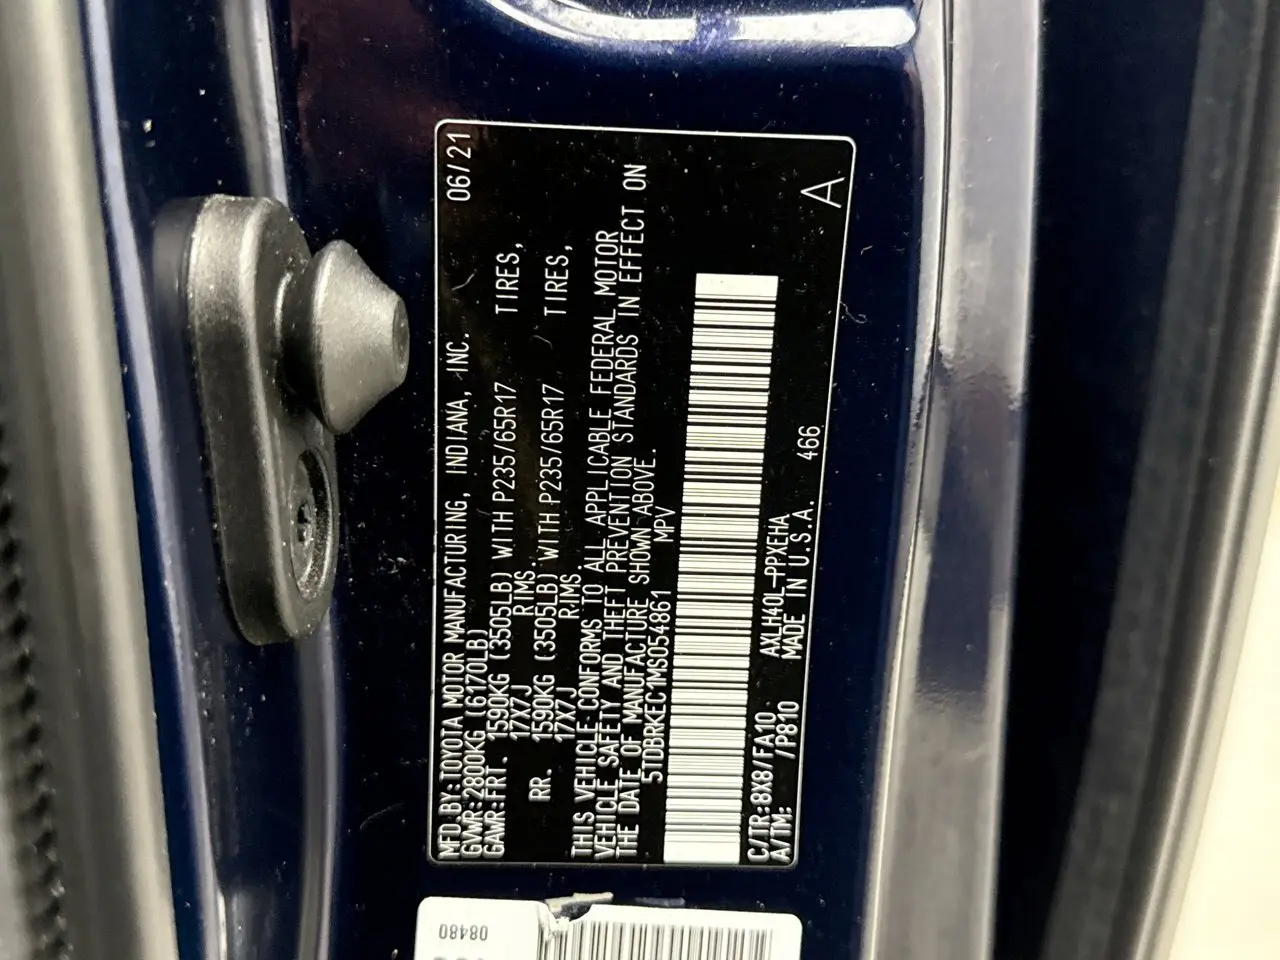 MFD.BY:TOYOTA MOTOR MANUFACTURING, INDIANA, INC. 06/21
GVWR:2800KG (6170LB)
GAWR:FRT. 1590KG (3505LB) WITH P235/65R17 TIRES,
17X7J RIMS.
RR. 1590KG (3505LB) WITH P235/65R17 TIRES,
17X7J RIMS.
THIS VEHICLE CONFORMS TO ALL APPLICABLE FEDERAL MOTOR
VEHICLE SAFETY AND THEFT PREVENTION STANDARDS IN EFFECT ON
THE DATE OF MANUFACTURE SHOWN ABOVE.
5TDBRKEC1MS054861 MPV
C/TR:8X8/FA10 AXLH40L-PPXEHA
A/TM: /P810 MADE IN U.S.A. 466 A
08480